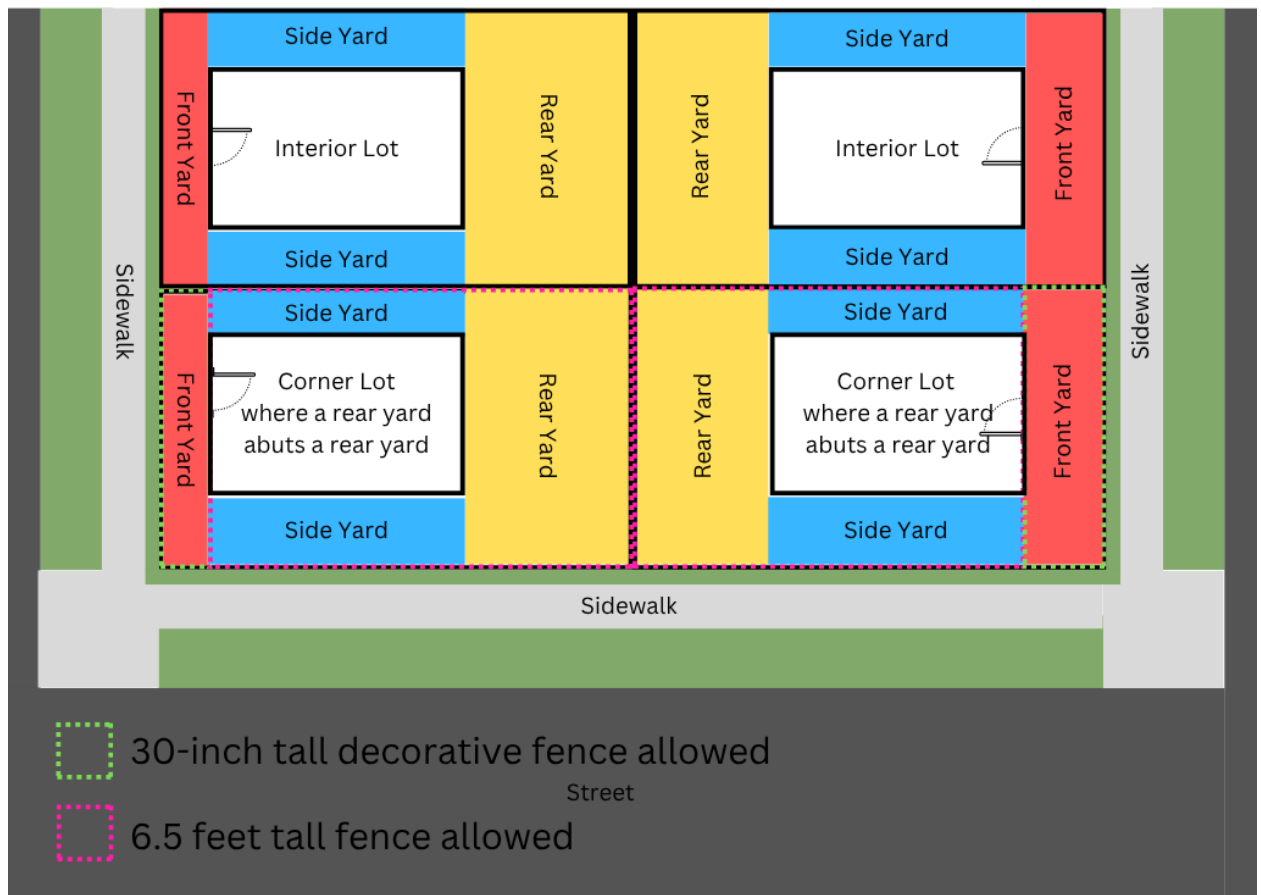 Side Yard
Side Yard
Front Yard
Interior Lot
Rear Yard
Rear Yard
Interior Lot
Front Yard
Side Yard
Side Yard
Sidewalk
Sidewalk
Side Yard
Side Yard
Front Yard
Corner Lot
where a rear yard
abuts a rear yard
Rear Yard
Rear Yard
Corner Lot
where a rear yard
abuts a rear yard
Front Yard
Side Yard
Side Yard
Sidewalk
30-inch tall decorative fence allowed
Street
6.5 feet tall fence allowed